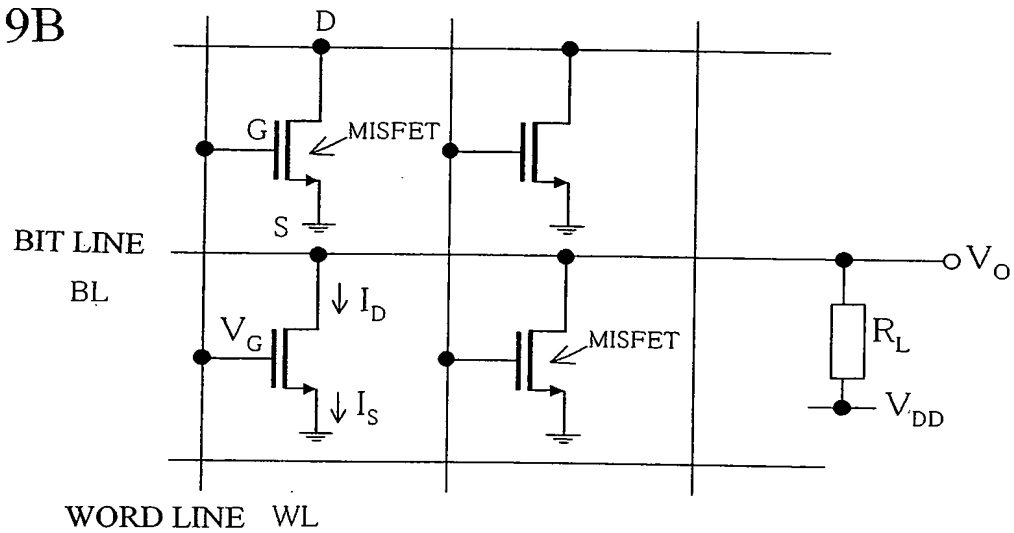 9B
D
G MISFET
S
BIT LINE
BL
V_O
I_D
V_G
MISFET
R_L
I_S
V_DD
WORD LINE WL